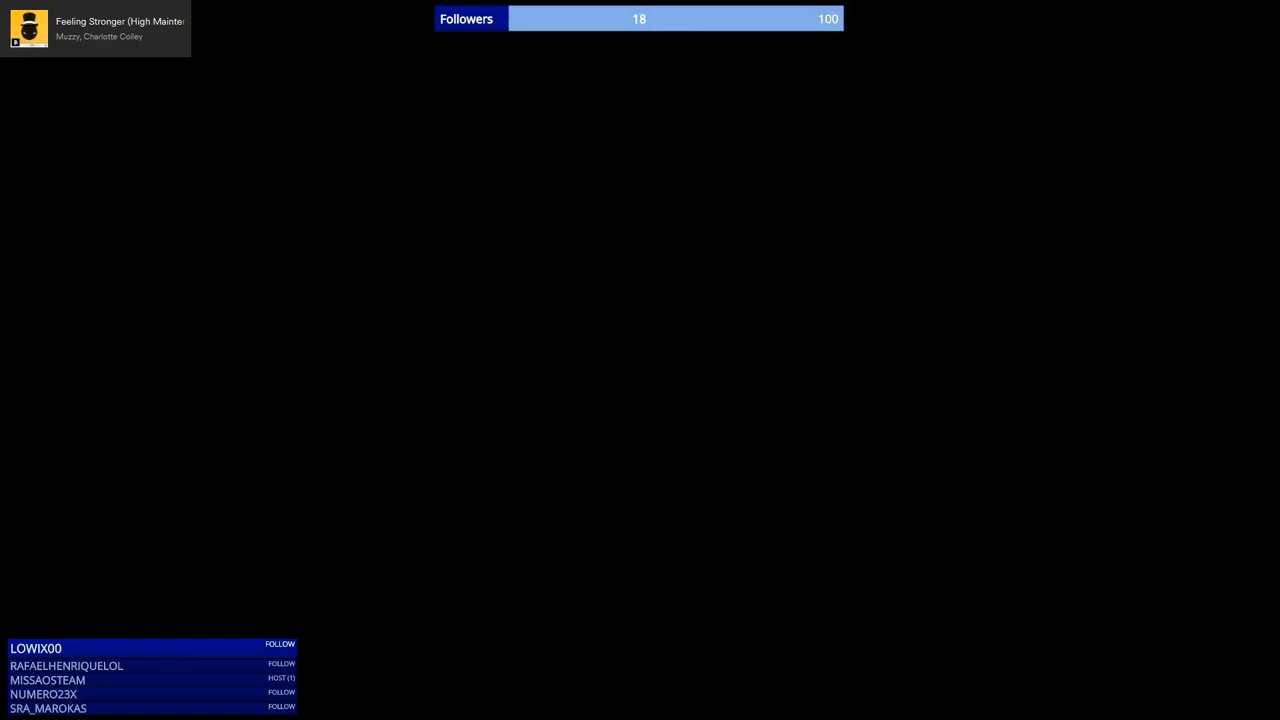 Feeling Stronger (High Mainter
Muzzy, Charlotte Colley
Followers 18 100
LOWIX00 FOLLOW
RAFAELHENRIQUELOL FOLLOW
MISSAOSTEAM HOST (1)
NUMERO23X FOLLOW
SRA_MAROKAS FOLLOW